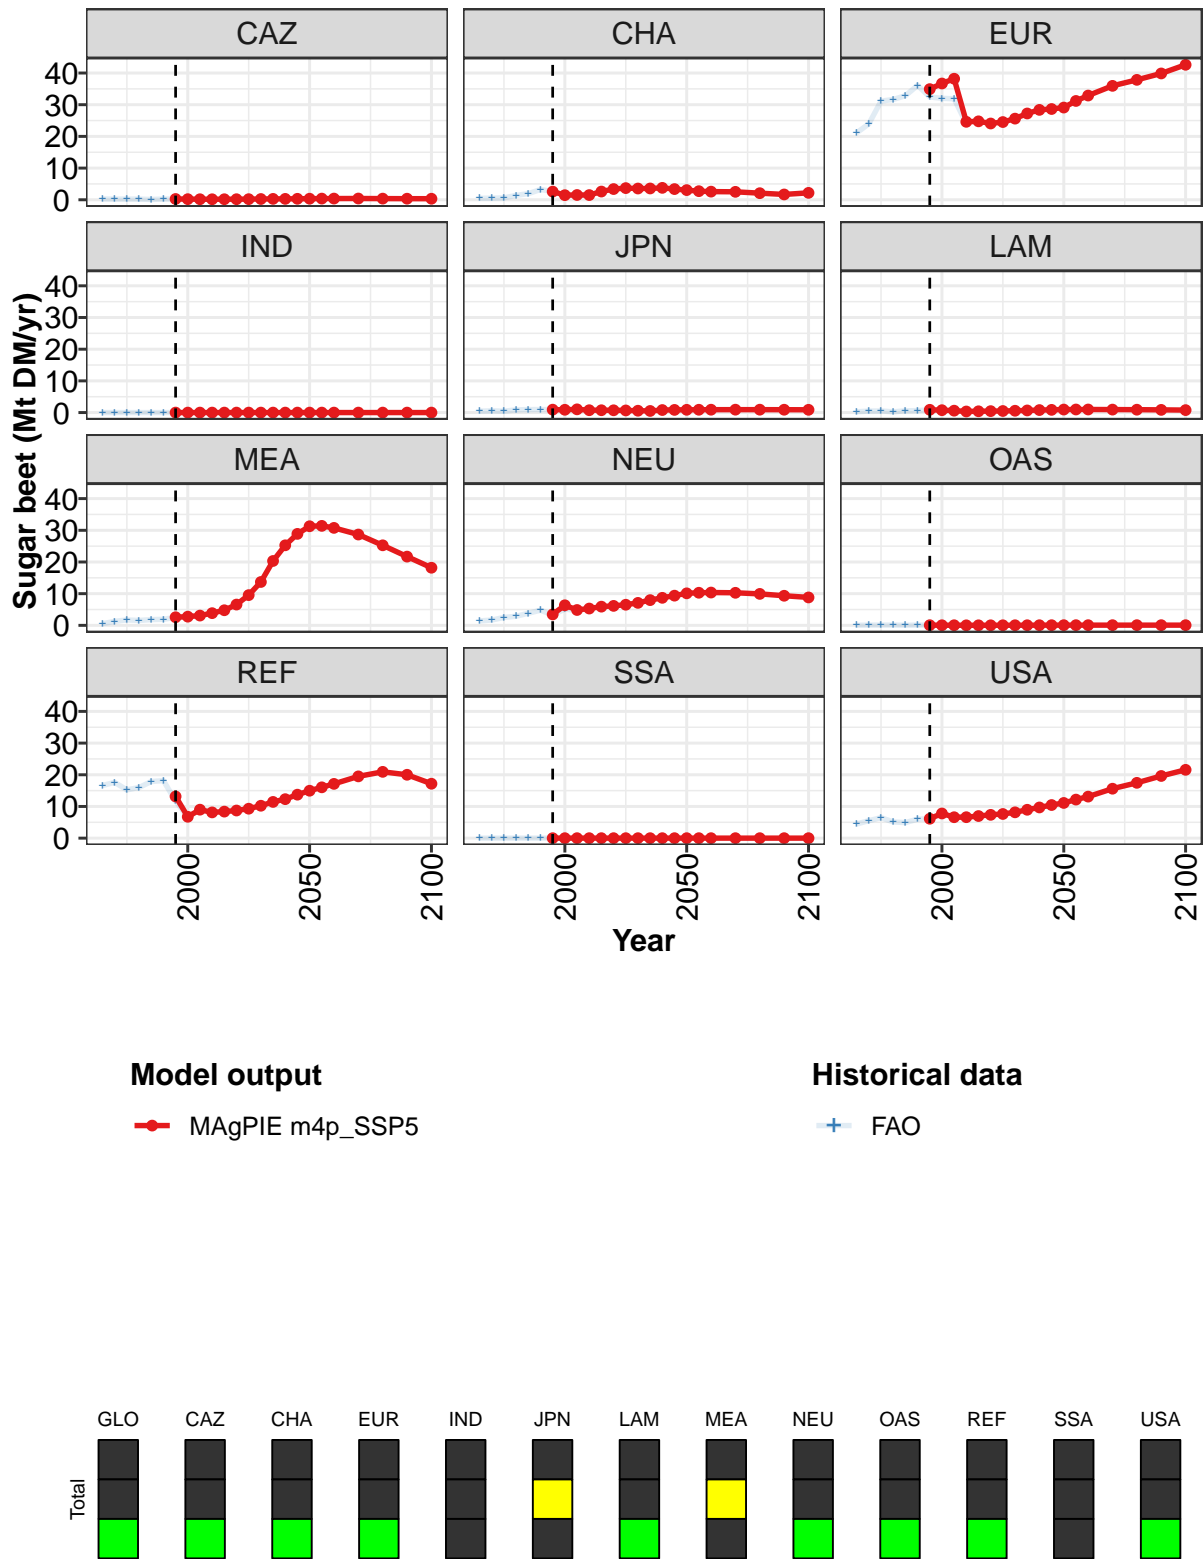 CAZ CHA EUR
40
30
20
10
0
IND JPN LAM
40
30
20
10
0
MEA NEU OAS
40
30
20
10
0
REF SSA USA
40
30
20
10
0
Sugar beet (Mt DM/yr)
2000 2050 2100 2000 2050 2100 2000 2050 2100
Year
Model output Historical data
MAgPIE m4p_SSP5 FAO
GLO CAZ CHA EUR IND JPN LAM MEA NEU OAS REF SSA USA
Total